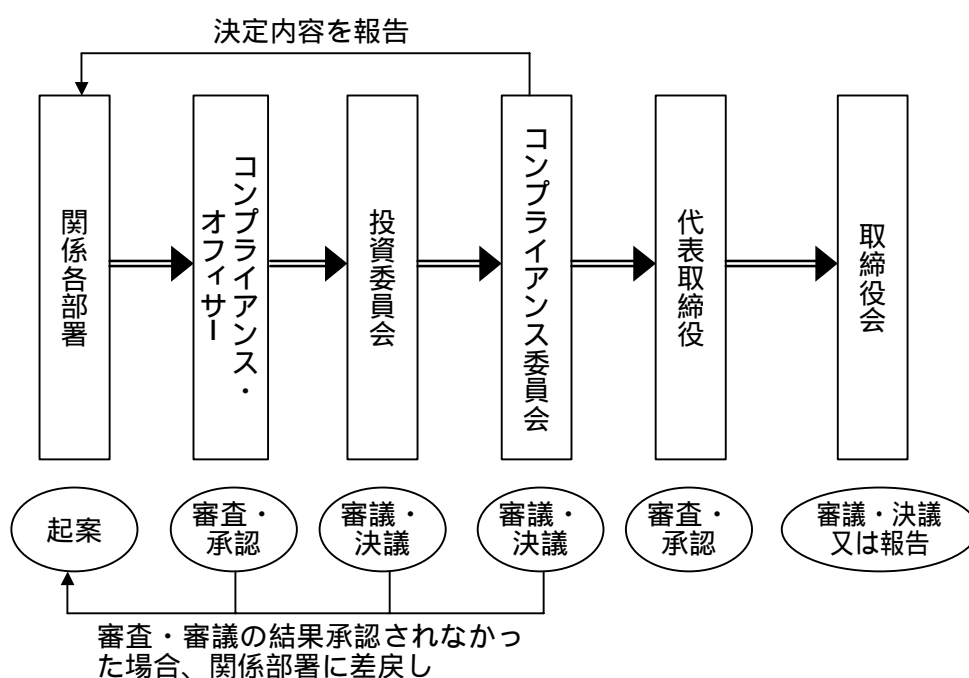 決定内容を報告
関係各部署
コンプライアンス・
オフィサー
投資委員会
コンプライアンス委員会
代表取締役
取締役会
起案
審査・
承認
審議・
決議
審議・
決議
審査・
承認
審議・決議
又は報告
審査・審議の結果承認されなかっ
た場合、関係部署に差戻し